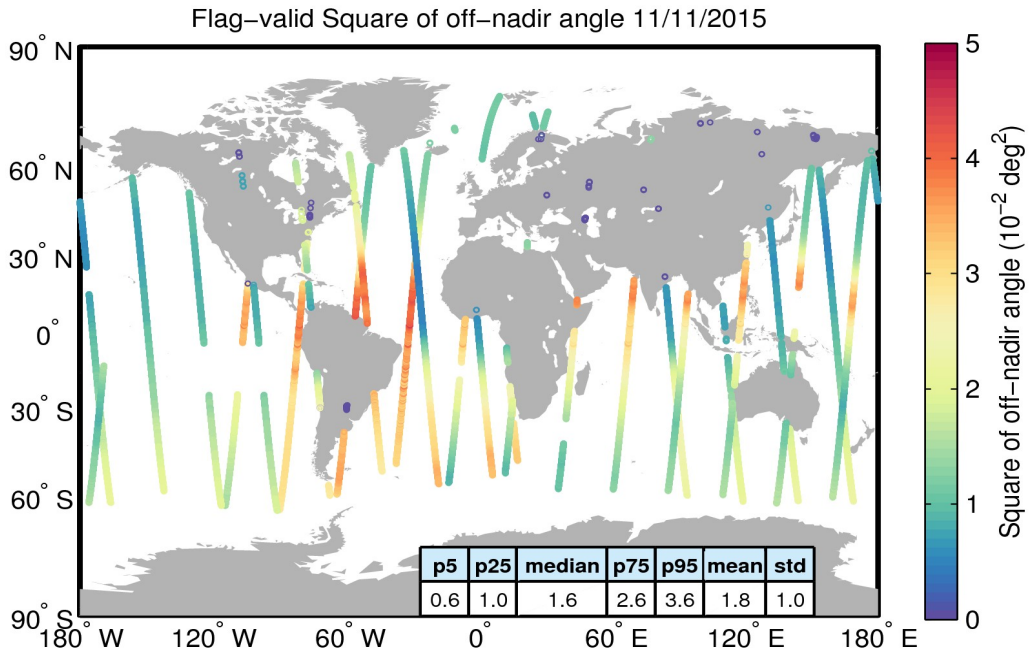 Flag−valid Square of off−nadir angle 11/11/2015
90° N
60° N
30° N
0°
30° S
60° S
90° S
180° W
120° W
60° W
0°
60° E
120° E
180° E
p5 p25 median p75 p95 mean std
0.6 1.0 1.6 2.6 3.6 1.8 1.0
5
4
3
2
1
0
Square of off−nadir angle (10⁻² deg²)